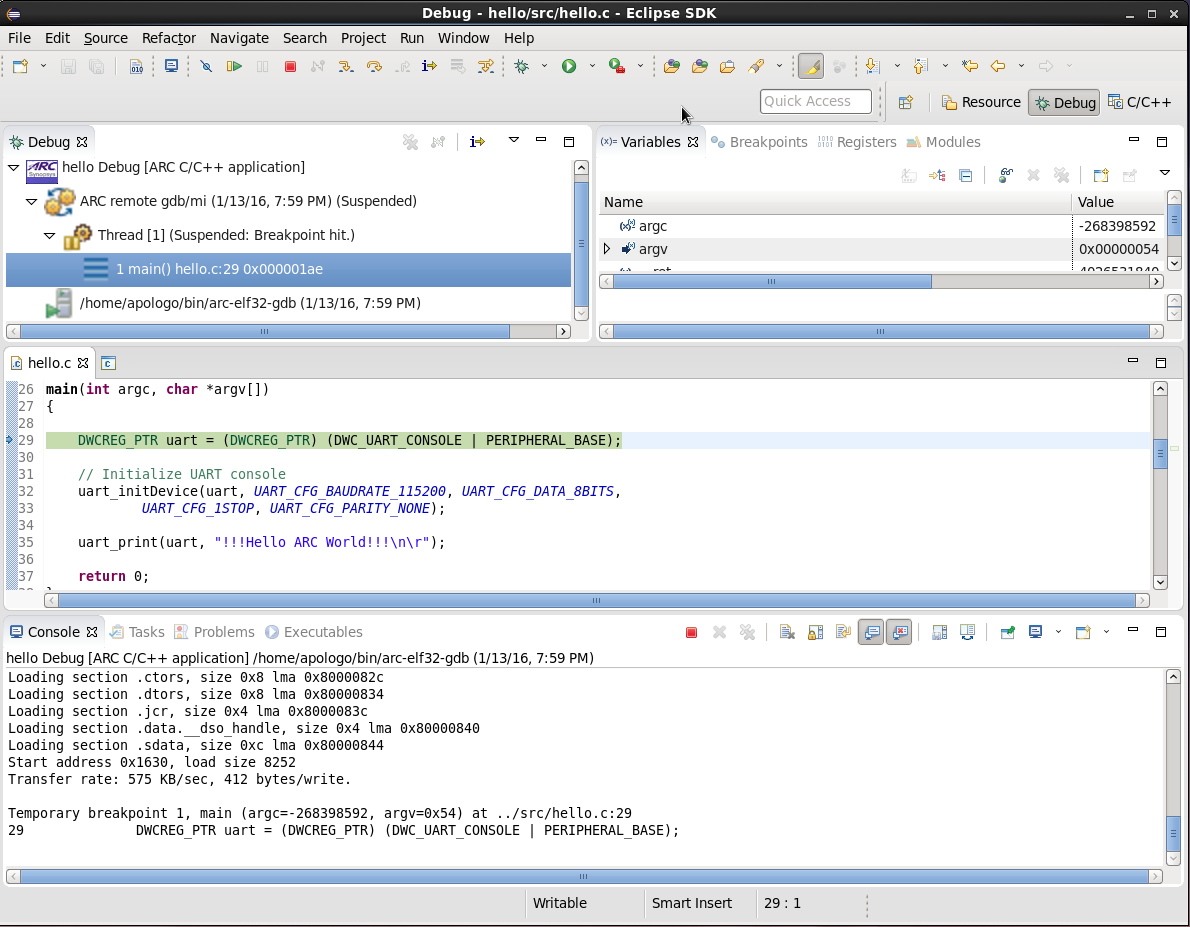 Debug - hello/src/hello.c - Eclipse SDK
File Edit Source Refactor Navigate Search Project Run Window Help
Quick Access
Resource Debug C/C++
Debug
hello Debug [ARC C/C++ application]
ARC remote gdb/mi (1/13/16, 7:59 PM) (Suspended)
Thread [1] (Suspended: Breakpoint hit.)
1 main() hello.c:29 0x000001ae
/home/apologo/bin/arc-elf32-gdb (1/13/16, 7:59 PM)
(x)= Variables Breakpoints Registers Modules
Name Value
argc -268398592
argv 0x00000054
hello.c
26 main(int argc, char *argv[])
27 {
28
29 DWCREG_PTR uart = (DWCREG_PTR) (DWC_UART_CONSOLE | PERIPHERAL_BASE);
30
31 // Initialize UART console
32 uart_initDevice(uart, UART_CFG_BAUDRATE_115200, UART_CFG_DATA_8BITS,
33 UART_CFG_1STOP, UART_CFG_PARITY_NONE);
34
35 uart_print(uart, "!!!Hello ARC World!!!\n\r");
36
37 return 0;
Console Tasks Problems Executables
hello Debug [ARC C/C++ application] /home/apologo/bin/arc-elf32-gdb (1/13/16, 7:59 PM)
Loading section .ctors, size 0x8 lma 0x8000082c
Loading section .dtors, size 0x8 lma 0x80000834
Loading section .jcr, size 0x4 lma 0x8000083c
Loading section .data.__dso_handle, size 0x4 lma 0x80000840
Loading section .sdata, size 0xc lma 0x80000844
Start address 0x1630, load size 8252
Transfer rate: 575 KB/sec, 412 bytes/write.
Temporary breakpoint 1, main (argc=-268398592, argv=0x54) at ../src/hello.c:29
29 DWCREG_PTR uart = (DWCREG_PTR) (DWC_UART_CONSOLE | PERIPHERAL_BASE);
Writable Smart Insert 29 : 1